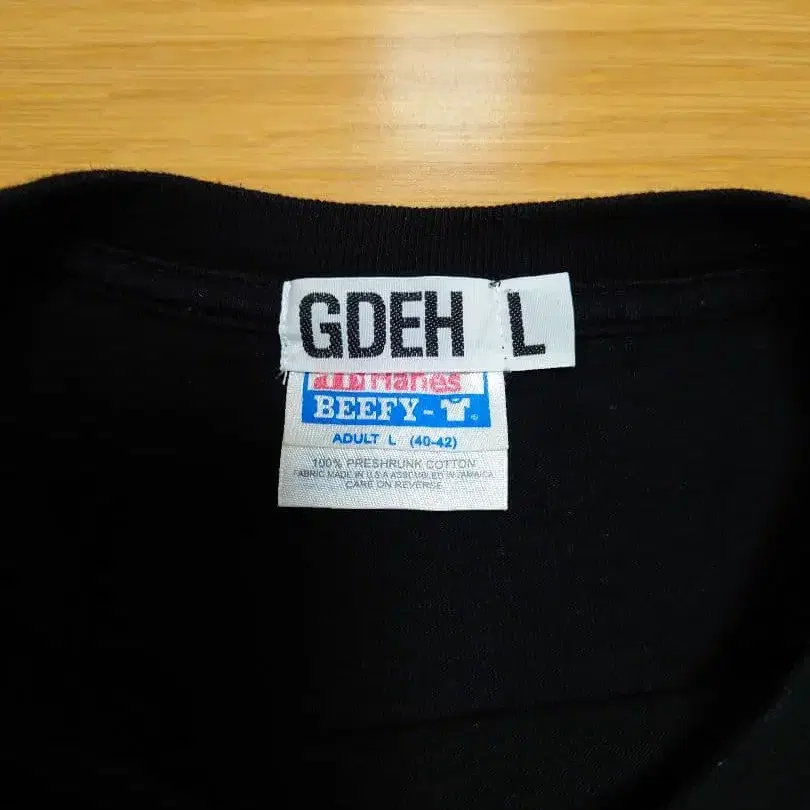 GDEH L
Hanes
BEEFY-T®
ADULT L (40-42)
100% PRESHRUNK COTTON
FABRIC MADE IN U.S.A ASSEMBLED IN JAMAICA
CARE ON REVERSE